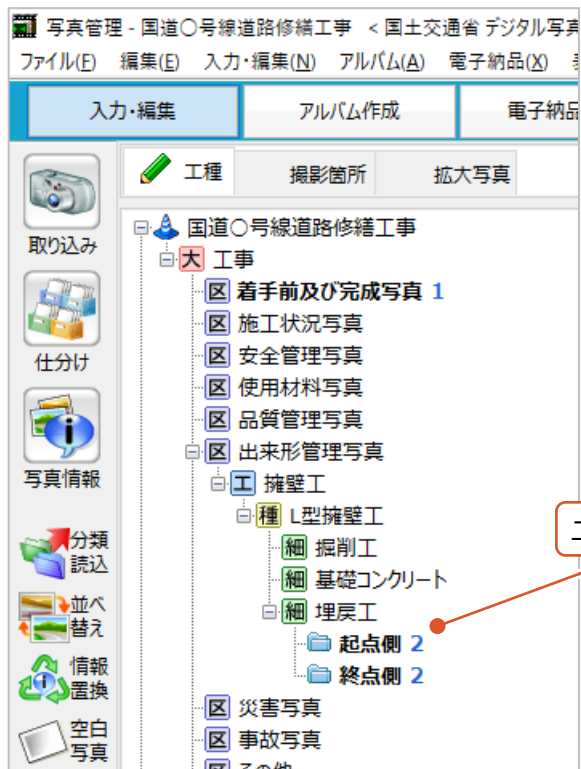 写真管理 - 国道〇号線道路修繕工事 < 国土交通省 デジタル写真
ファイル(F) 編集(E) 入力・編集(N) アルバム(A) 電子納品(X)
入力・編集 アルバム作成 電子納品
工種 撮影箇所 拡大写真
取り込み
仕分け
写真情報
分類
読込
並べ
替え
情報
置換
空白
写真
国道〇号線道路修繕工事
大 工事
区 着手前及び完成写真 1
区 施工状況写真
区 安全管理写真
区 使用材料写真
区 品質管理写真
区 出来形管理写真
工 擁壁工
種 L型擁壁工
細 掘削工
細 基礎コンクリート
細 埋戻工
起点側 2
終点側 2
区 災害写真
区 事故写真
区 その他